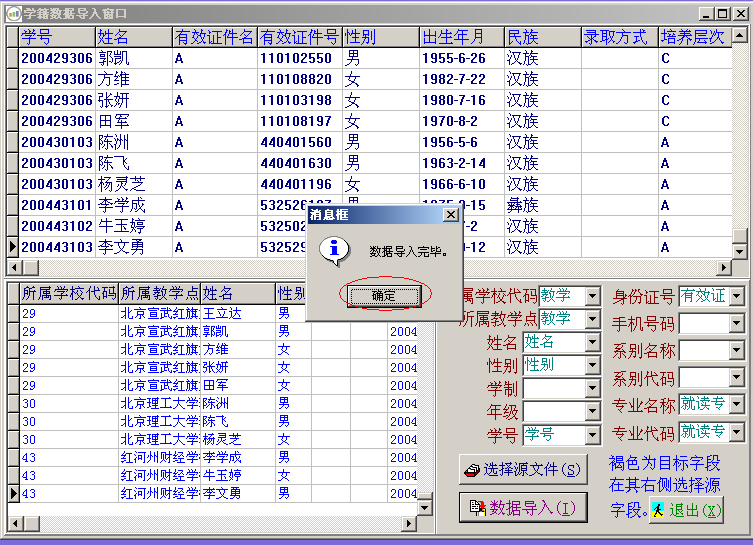 学籍数据导入窗口
学号 姓名 有效证件名 有效证件号 性别 出生年月 民族 录取方式 培养层次
200429306 郭凯 A 110102550 男 1955-6-26 汉族 C
200429306 方维 A 110108820 女 1982-7-22 汉族 C
200429306 张妍 A 110103198 女 1980-7-16 汉族 C
200429306 田军 A 110108197 女 1970-8-2 汉族 C
200430103 陈洲 A 440401560 男 1956-5-6 汉族 A
200430103 陈飞 A 440401630 男 1963-2-14 汉族 A
200430103 杨灵芝 A 440401196 女 1966-6-10 汉族 A
200443101 李学成 A 532526 -15 彝族 A
200443102 牛玉婷 A 532502 -2 汉族 A
200443103 李文勇 A 532529 -12 汉族 A
消息框
数据导入完毕。
确定
所属学校代码 所属教学点 姓名 性别
29 北京宣武红旗 王立达 男
29 北京宣武红旗 郭凯 男 2004
29 北京宣武红旗 方维 女 2004
29 北京宣武红旗 张妍 女 2004
29 北京宣武红旗 田军 女 2004
30 北京理工大学 陈洲 男 2004
30 北京理工大学 陈飞 男 2004
30 北京理工大学 杨灵芝 女 2004
43 红河州财经学 李学成 男 2004
43 红河州财经学 牛玉婷 女 2004
43 红河州财经学 李文勇 男 2004
属学校代码 教学
所属教学点 教学
姓名 姓名
性别 性别
学制
年级
学号 学号
身份证号 有效证
手机号码
系别名称
系别代码
专业名称 就读专
专业代码 就读专
选择源文件(S)
数据导入(I)
褐色为目标字段
在其右侧选择源
字段。
退出(X)